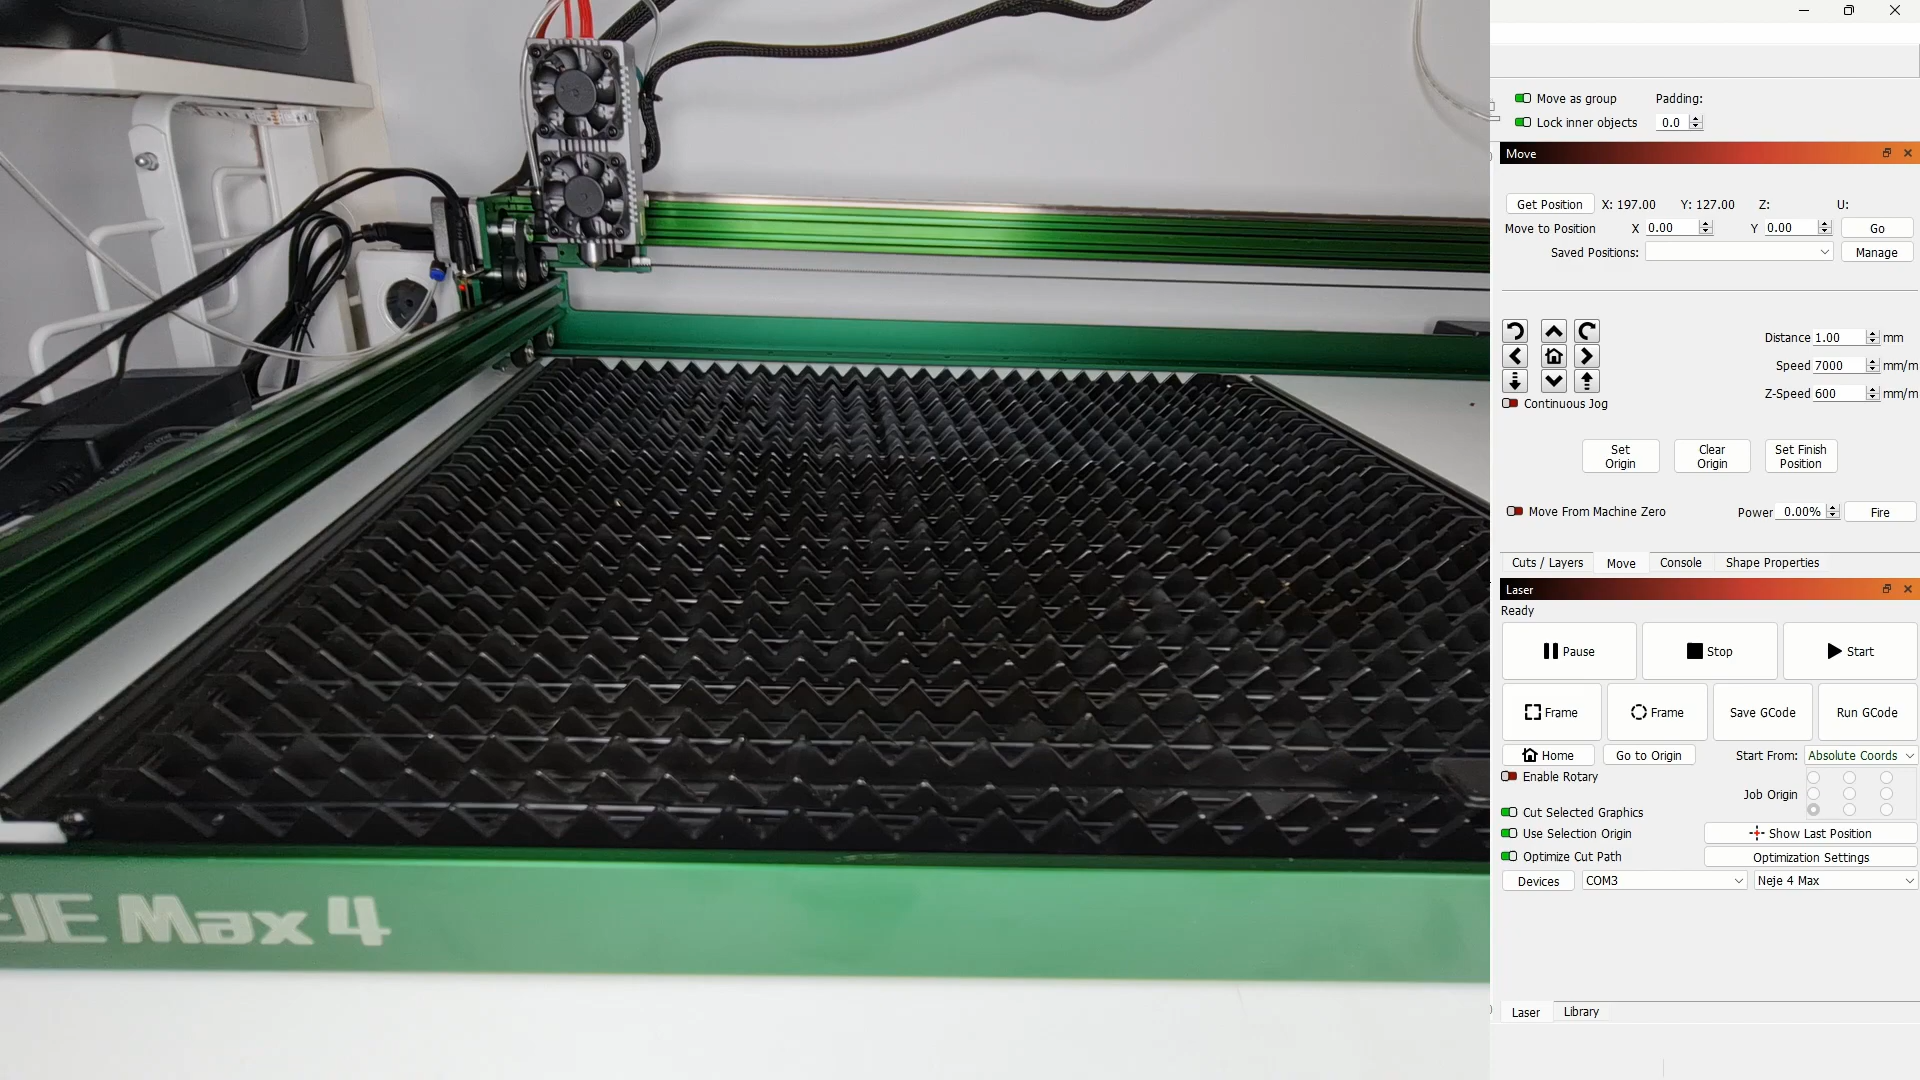 Move as group
Padding:
Lock inner objects
0.0
Move
Get Position X: 197.00 Y: 127.00 Z: U:
Move to Position X 0.00 Y 0.00 Go
Saved Positions: Manage
Distance 1.00 mm
Speed 7000 mm/m
Z-Speed 600 mm/m
Continuous Jog
Set Origin
Clear Origin
Set Finish Position
Move From Machine Zero
Power 0.00% Fire
Cuts / Layers Move Console Shape Properties
Laser
Ready
Pause Stop Start
Frame Frame Save GCode Run GCode
Home Go to Origin Start From: Absolute Coords
Enable Rotary
Job Origin
Cut Selected Graphics
Use Selection Origin Show Last Position
Optimize Cut Path Optimization Settings
Devices COM3 Neje 4 Max
Laser Library
Max 4